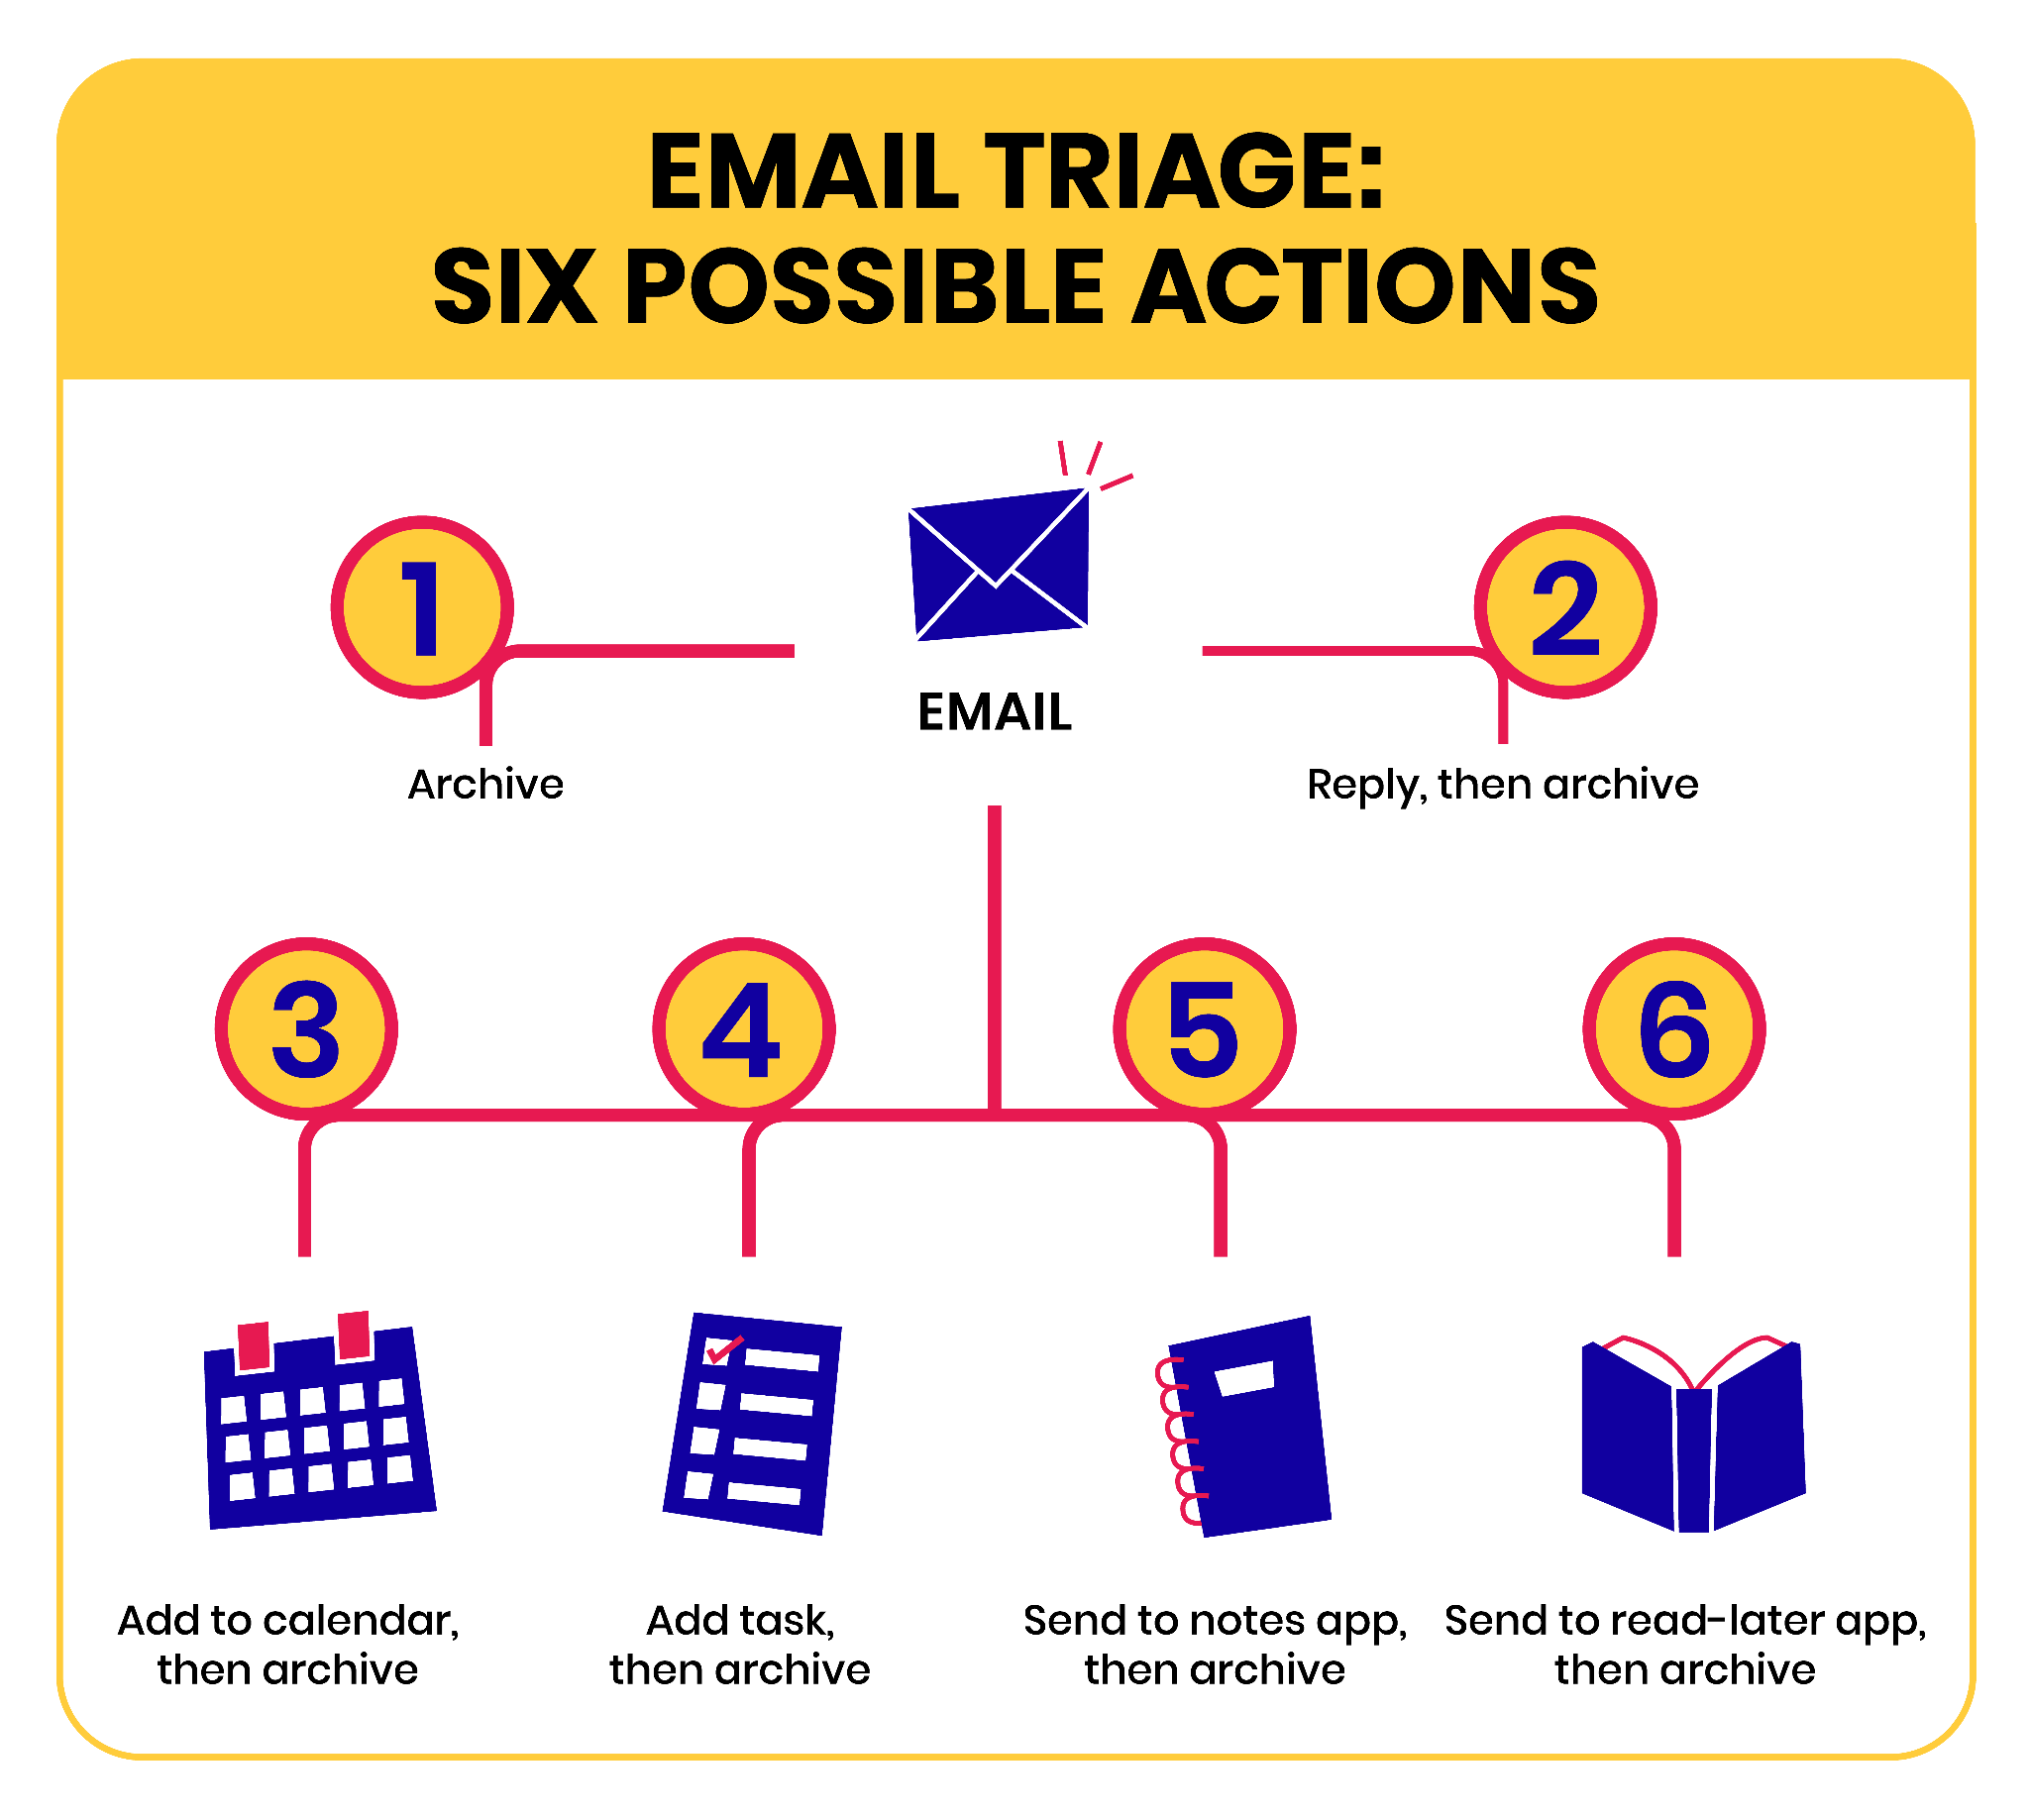 EMAIL TRIAGE:
SIX POSSIBLE ACTIONS
1
2
EMAIL
Archive
Reply, then archive
3
4
5
6
Add to calendar,
then archive
Add task,
then archive
Send to notes app,
then archive
Send to read-later app,
then archive